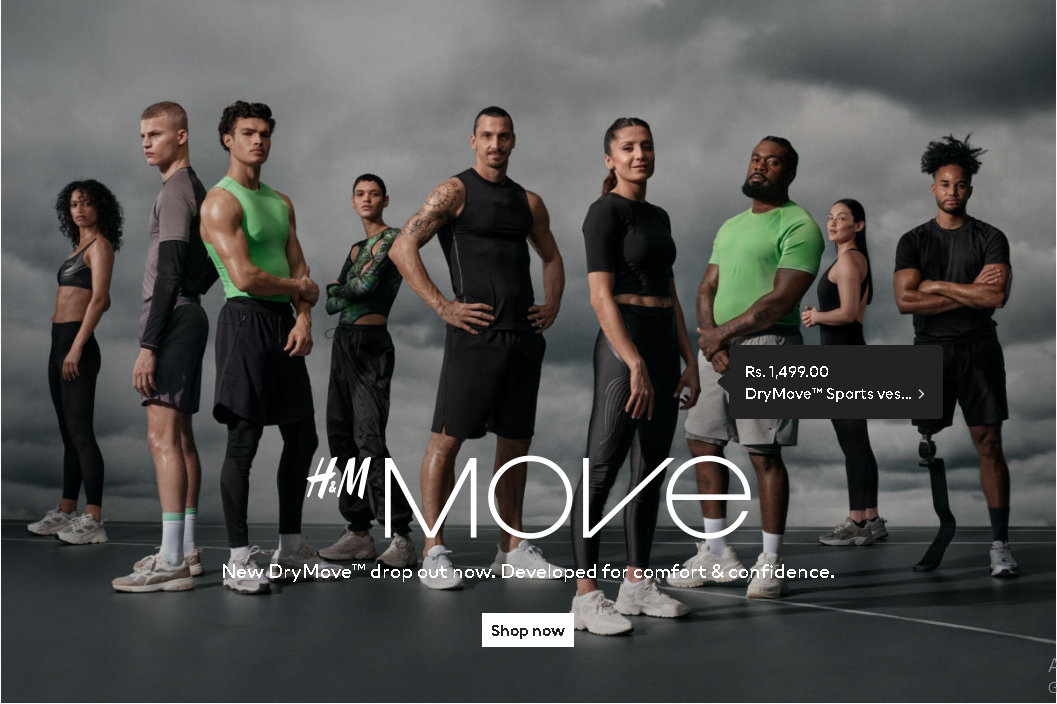 Rs. 1,499.00
DryMove™ Sports ves...
H&M MOVE
New DryMove™ drop out now. Developed for comfort & confidence.
Shop now